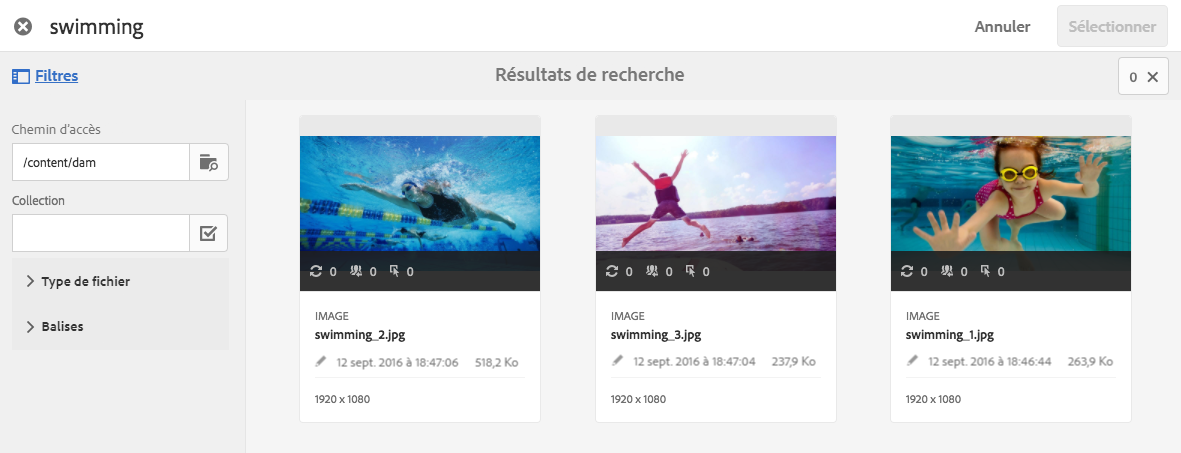 swimming
Annuler
Sélectionner
Filtres
Résultats de recherche
0
Chemin d'accès
/content/dam
Collection
Type de fichier
Balises
0 0 0
IMAGE
swimming_2.jpg
12 sept. 2016 à 18:47:06 518,2 Ko
1920 x 1080
0 0 0
IMAGE
swimming_3.jpg
12 sept. 2016 à 18:47:04 237,9 Ko
1920 x 1080
0 0 0
IMAGE
swimming_1.jpg
12 sept. 2016 à 18:46:44 263,9 Ko
1920 x 1080